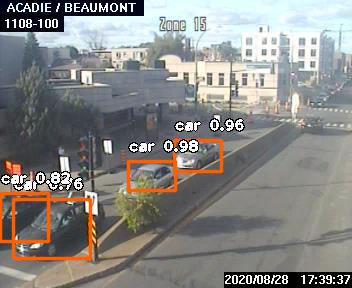 ACADIE / BEAUMONT
1108-100
Zone 15
car 0.96
car 0.98
car 0.82
car 0.76
2020/08/28 17:39:37